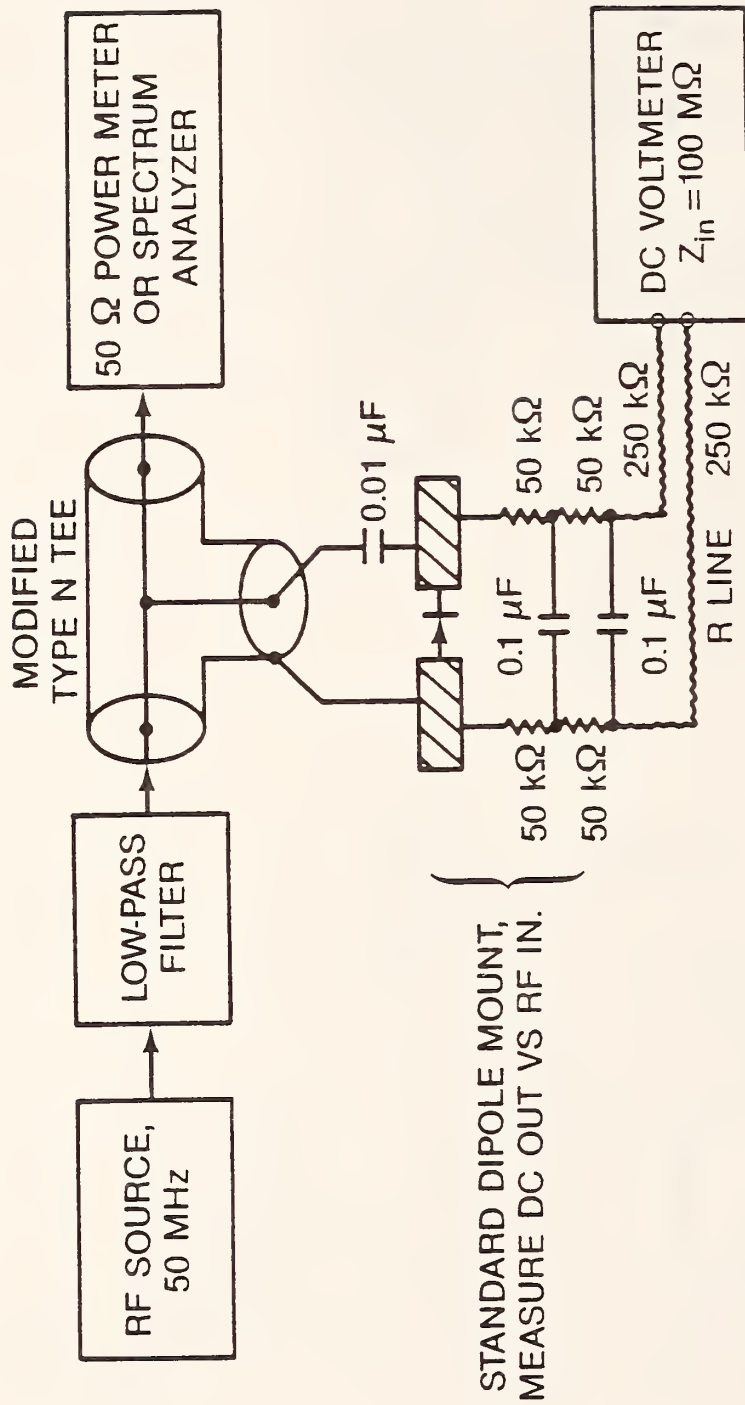 RF SOURCE,
50 MHz
LOW-PASS
FILTER
MODIFIED
TYPE N TEE
50 Ω POWER METER
OR SPECTRUM
ANALYZER
0.01 μF
STANDARD DIPOLE MOUNT,
MEASURE DC OUT VS RF IN.
50 kΩ
50 kΩ
0.1 μF
0.1 μF
50 kΩ
50 kΩ
250 kΩ
R LINE
250 kΩ
DC VOLTMETER
Zin = 100 MΩ